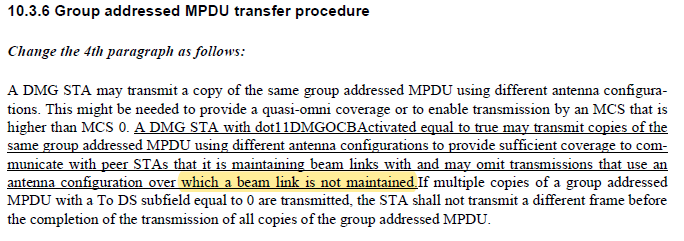 10.3.6 Group addressed MPDU transfer procedure
Change the 4th paragraph as follows:
A DMG STA may transmit a copy of the same group addressed MPDU using different antenna configura-
tions. This might be needed to provide a quasi-omni coverage or to enable transmission by an MCS that is
higher than MCS 0. A DMG STA with dot11DMGOCBActivated equal to true may transmit copies of the
same group addressed MPDU using different antenna configurations to provide sufficient coverage to com-
municate with peer STAs that it is maintaining beam links with and may omit transmissions that use an
antenna configuration over which a beam link is not maintained.If multiple copies of a group addressed
MPDU with a To DS subfield equal to 0 are transmitted, the STA shall not transmit a different frame before
the completion of the transmission of all copies of the group addressed MPDU.